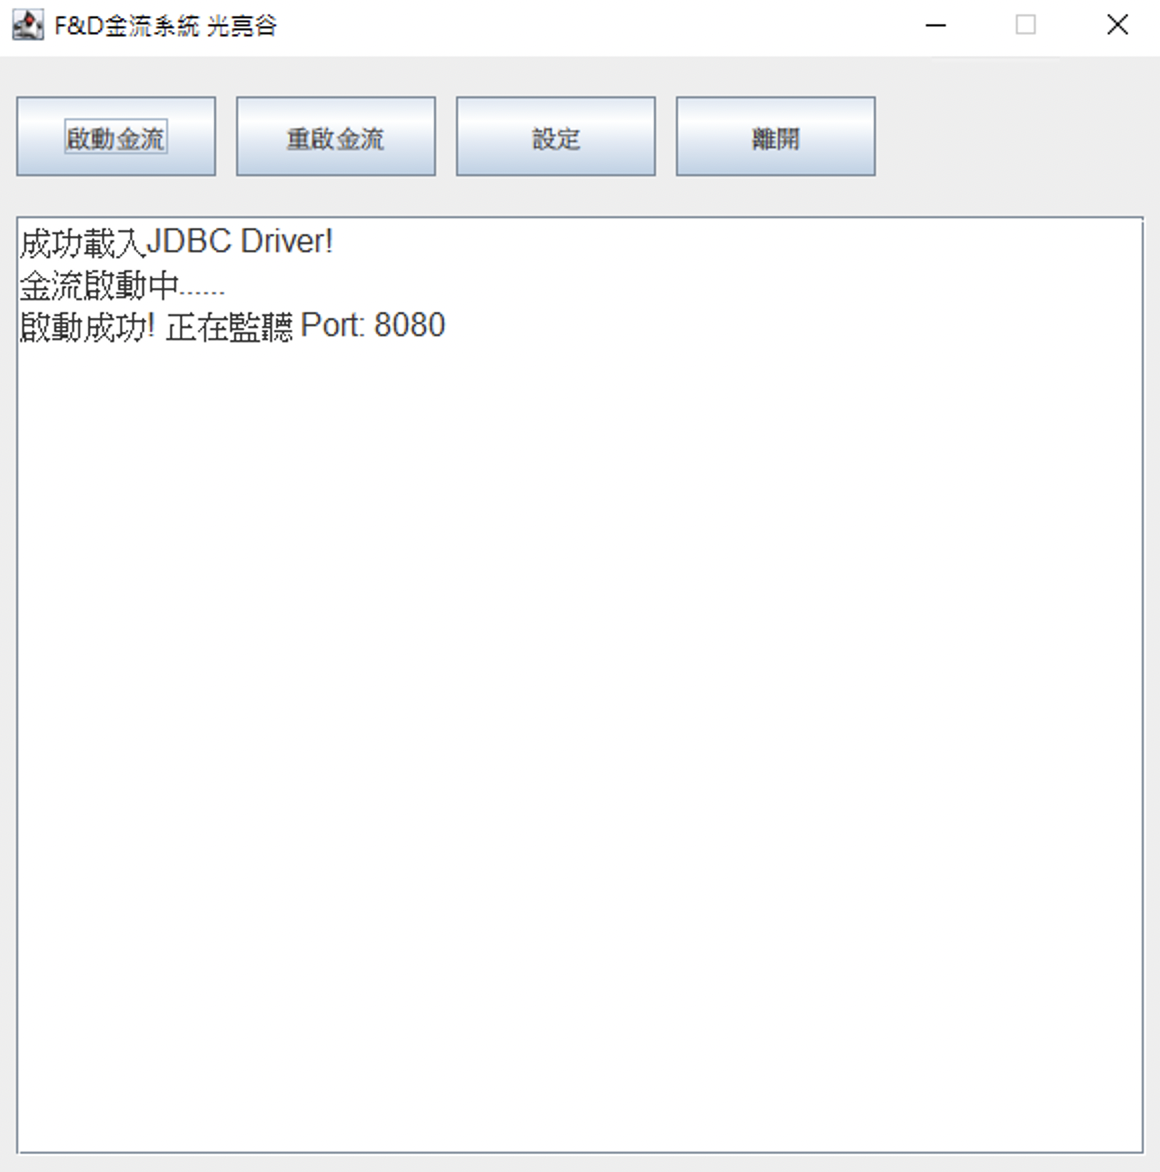 F&D金流系統 光亮谷
啟動金流 重啟金流 設定 離開
成功載入JDBC Driver!
金流啟動中......
啟動成功! 正在監聽 Port: 8080